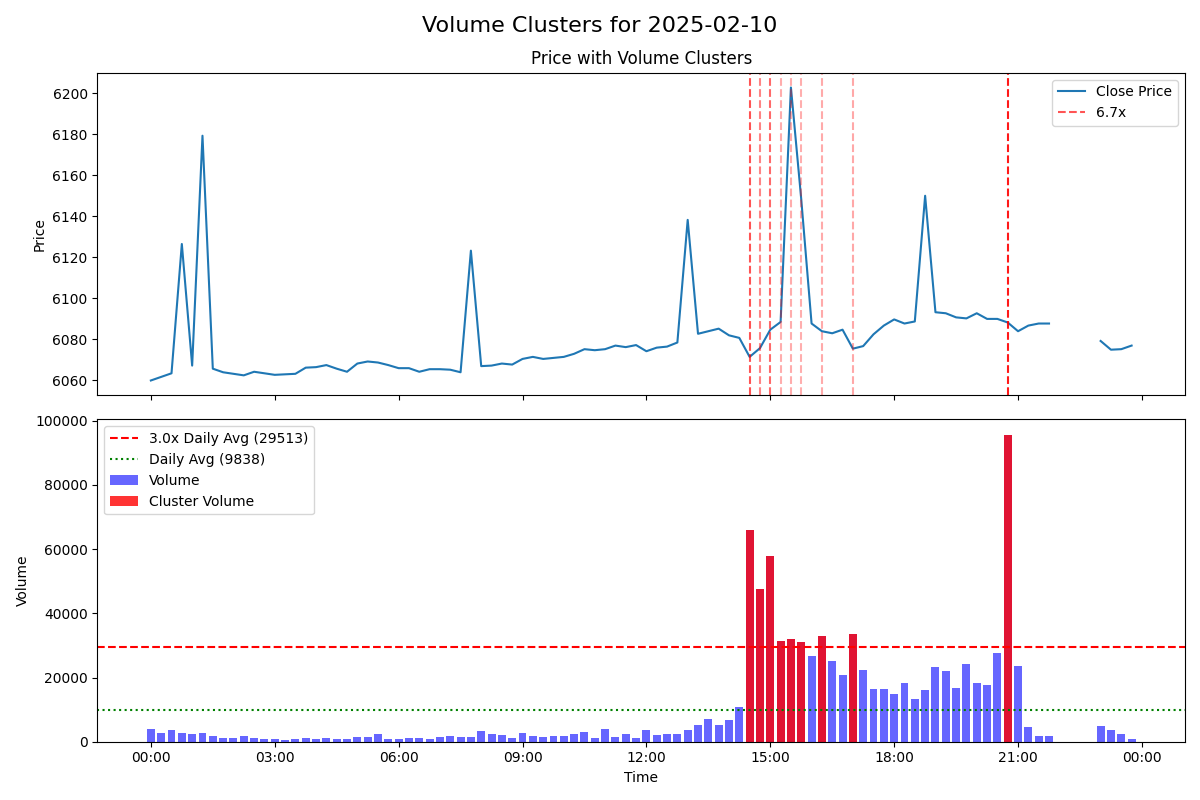 Volume Clusters for 2025-02-10
Price with Volume Clusters
Price
6200
6180
6160
6140
6120
6100
6080
6060
Close Price
6.7x
Volume
100000
80000
60000
40000
20000
0
3.0x Daily Avg (29513)
Daily Avg (9838)
Volume
Cluster Volume
00:00 03:00 06:00 09:00 12:00 15:00 18:00 21:00 00:00
Time